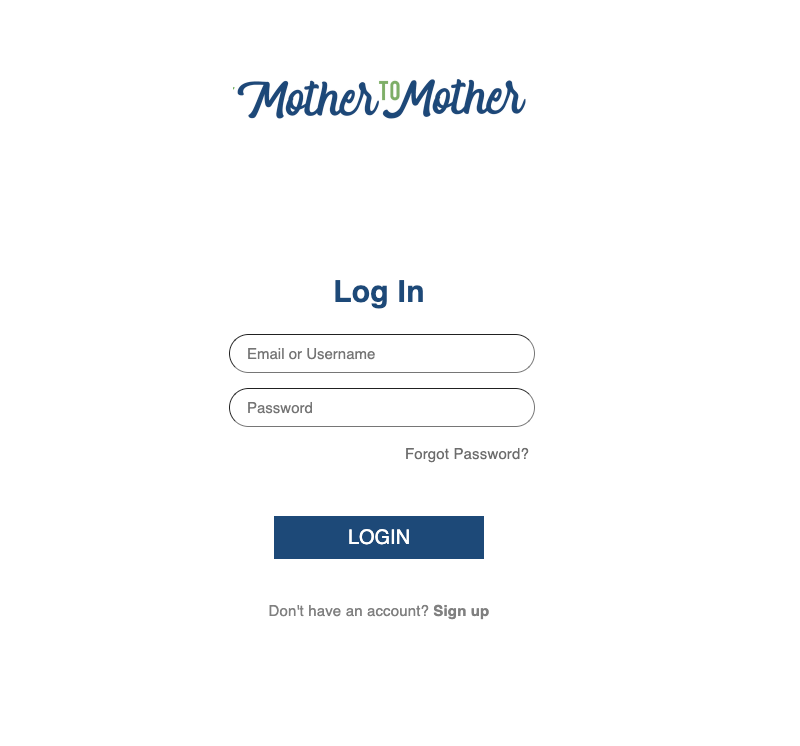 Mother TO Mother
Log In
Email or Username
Password
Forgot Password?
LOGIN
Don't have an account? Sign up